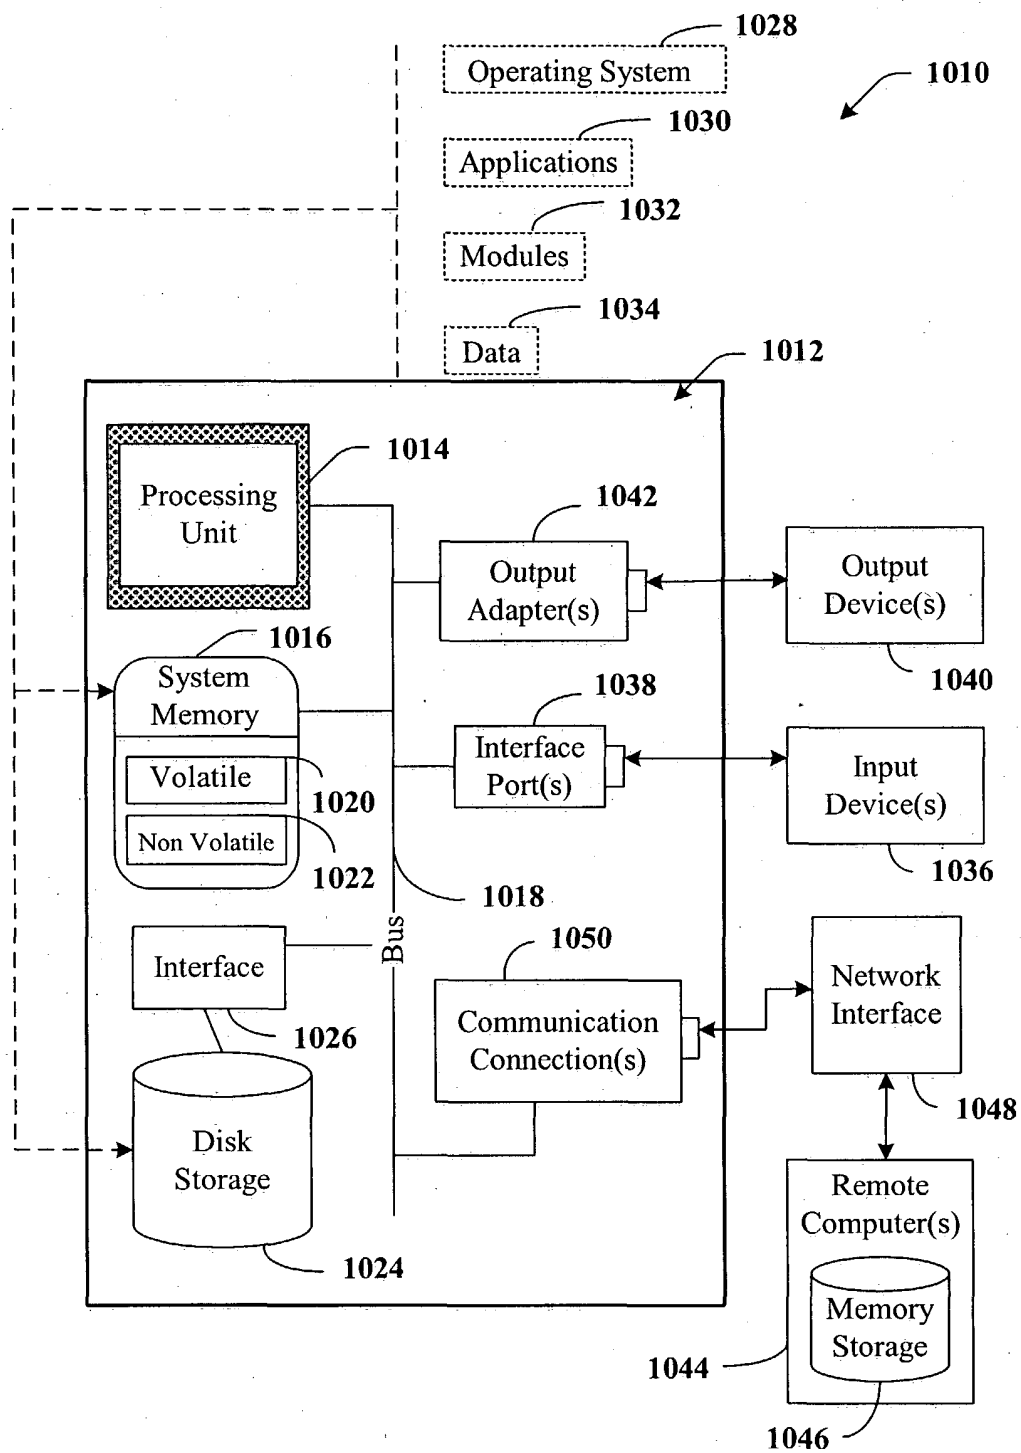 1028
Operating System
1010
1030
Applications
1032
Modules
1034
Data
1012
1014
Processing
Unit
1042
Output
Adapter(s)
Output
Device(s)
1040
1016
System
Memory
1038
Interface
Port(s)
Input
Device(s)
1036
Volatile
1020
Non Volatile
1022
1018
Bus
Interface
1026
1050
Communication
Connection(s)
Network
Interface
1048
Disk
Storage
1024
Remote
Computer(s)
Memory
Storage
1044
1046